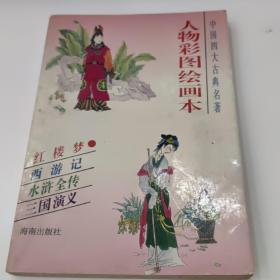 中国四大古典名著
人物彩图绘画本
红楼梦
西游记
水浒全传
三国演义
海南出版社